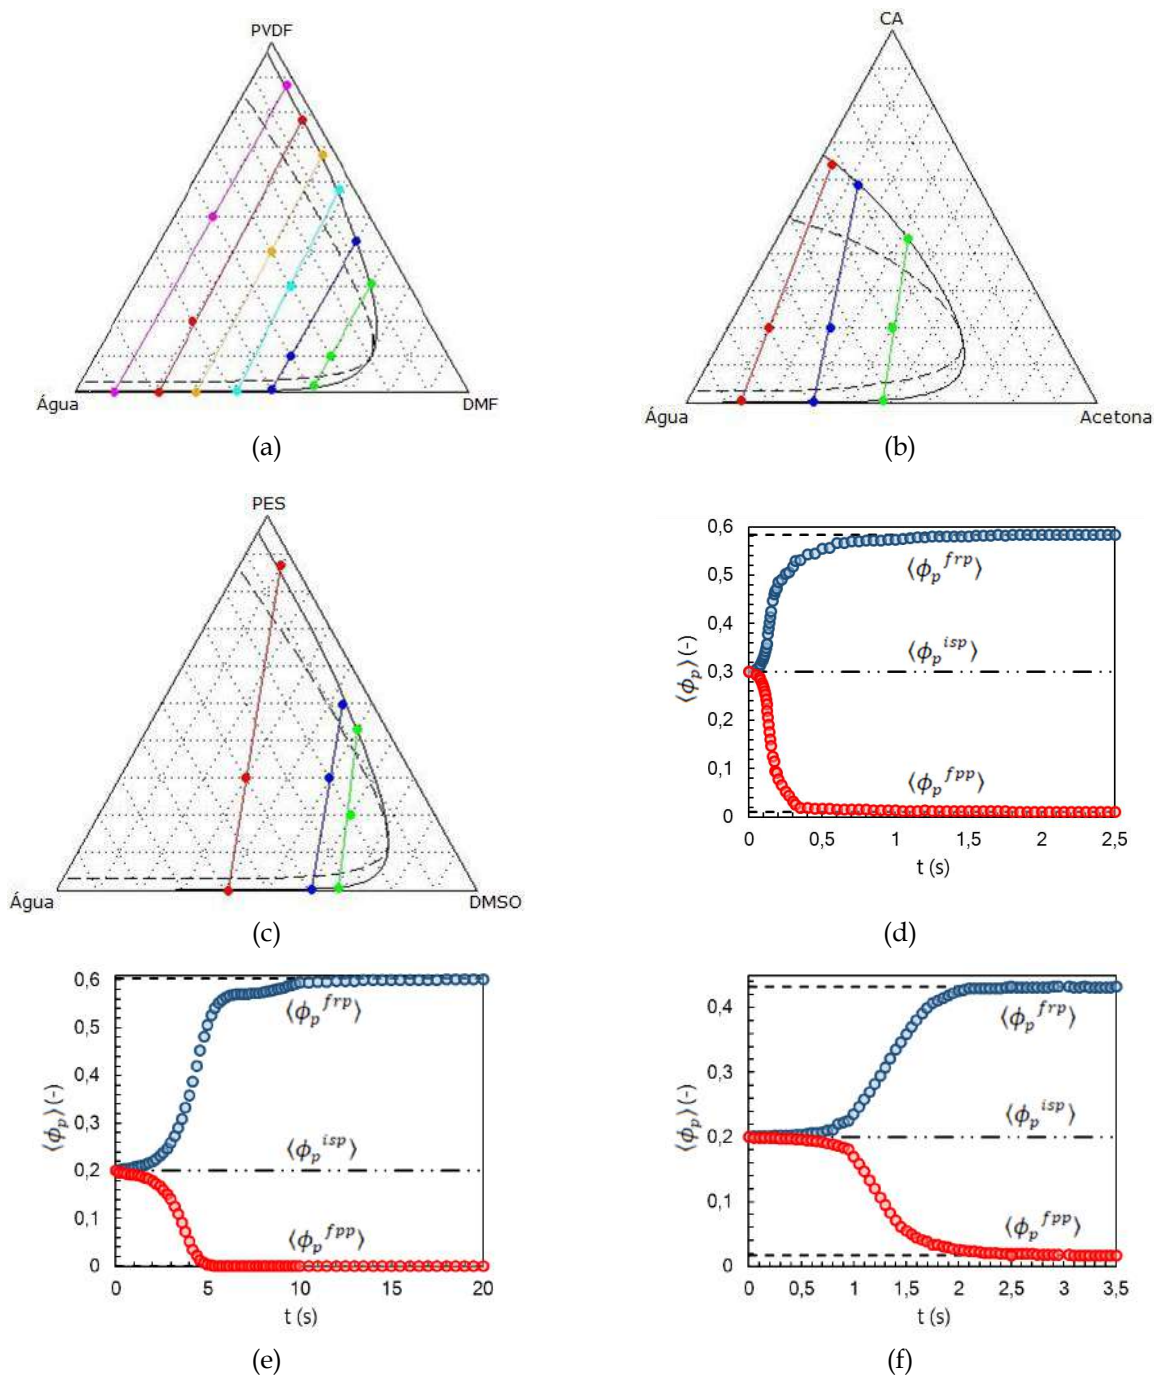 PVDF
Água
DMF
(a)
CA
Água
Acetona
(b)
PES
Água
DMSO
(c)
0,6
0,5
0,4
0,3
0,2
0,1
0
⟨ϕp⟩ (-)
⟨ϕp^frp⟩
⟨ϕp^isp⟩
⟨ϕp^fpp⟩
0 0,5 1 1,5 2 2,5
t (s)
(d)
0,6
0,5
0,4
0,3
0,2
0,1
0
⟨ϕp⟩ (-)
⟨ϕp^frp⟩
⟨ϕp^isp⟩
⟨ϕp^fpp⟩
0 5 10 15 20
t (s)
(e)
0,4
0,3
0,2
0,1
0
⟨ϕp⟩ (-)
⟨ϕp^frp⟩
⟨ϕp^isp⟩
⟨ϕp^fpp⟩
0 0,5 1 1,5 2 2,5 3 3,5
t (s)
(f)